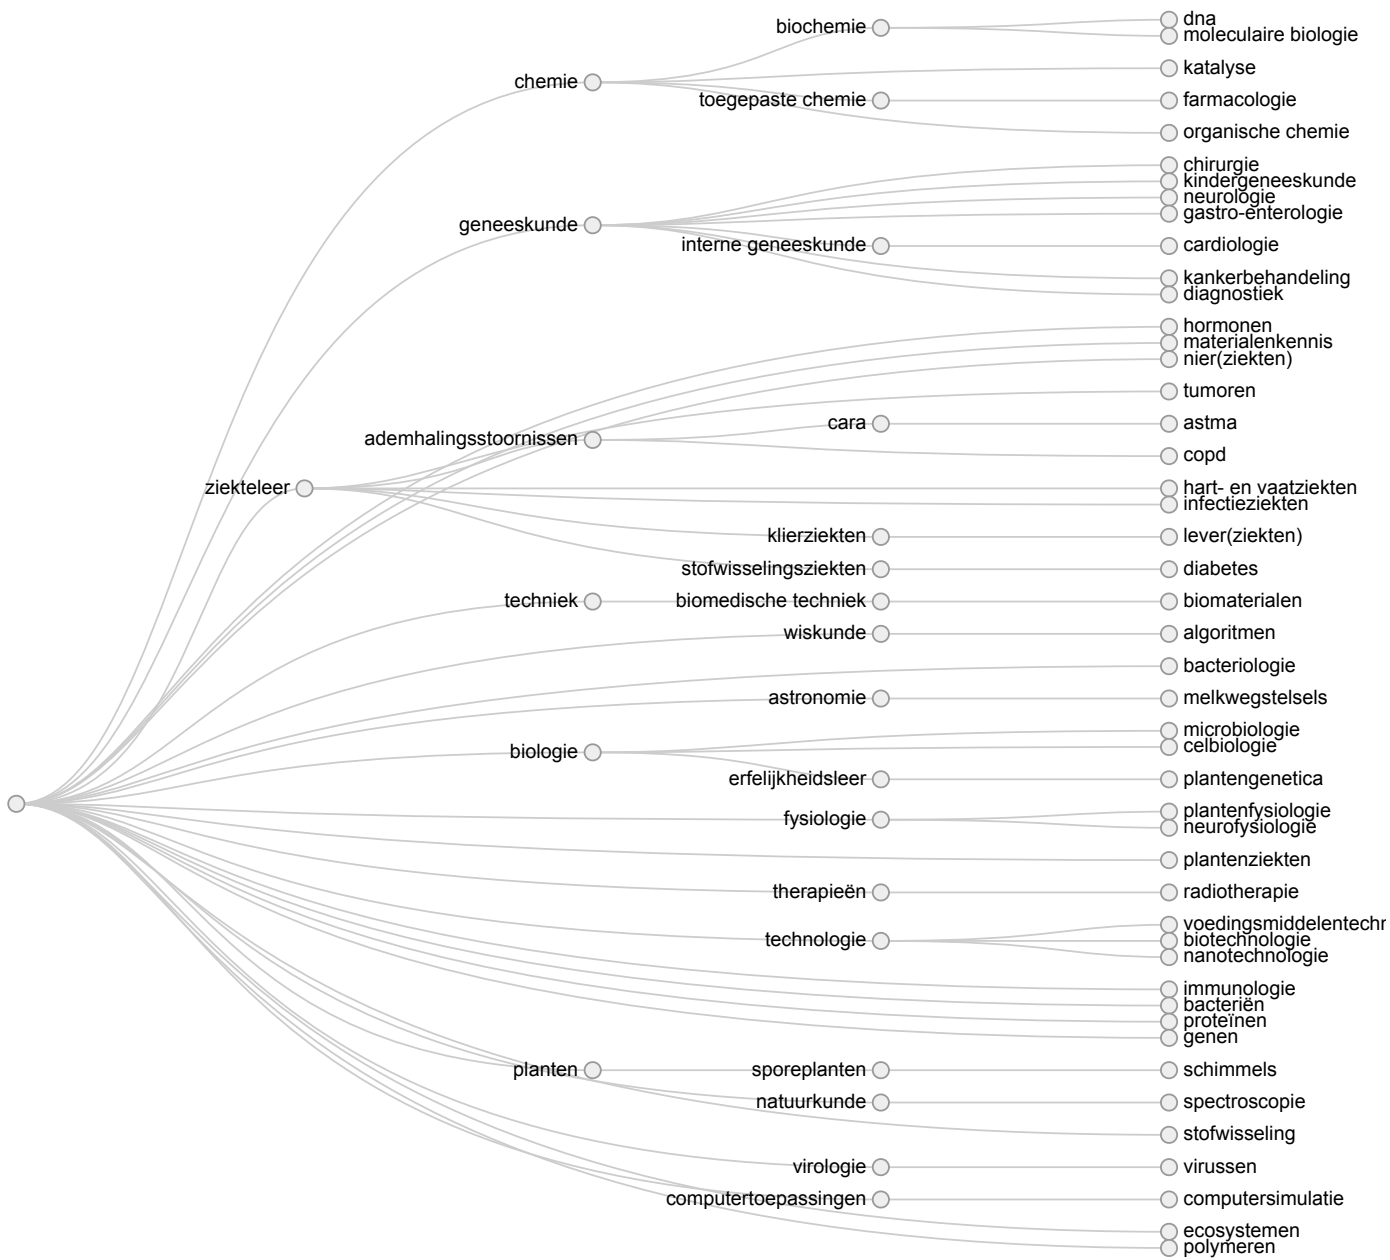 biochemie
dna
moleculaire biologie
chemie
katalyse
toegepaste chemie
farmacologie
organische chemie
chirurgie
kindergeneeskunde
neurologie
gastro-enterologie
geneeskunde
interne geneeskunde
cardiologie
kankerbehandeling
diagnostiek
hormonen
materialenkennis
nier(ziekten)
tumoren
cara
astma
ademhalingsstoornissen
copd
ziekteleer
hart- en vaatziekten
infectieziekten
klierziekten
lever(ziekten)
stofwisselingsziekten
diabetes
techniek
biomedische techniek
biomaterialen
wiskunde
algoritmen
bacteriologie
astronomie
melkwegstelsels
microbiologie
celbiologie
biologie
erfelijkheidsleer
plantengenetica
fysiologie
plantenfysiologie
neurofysiologie
plantenziekten
therapieën
radiotherapie
voedingsmiddelentechn
technologie
biotechnologie
nanotechnologie
immunologie
bacteriën
proteïnen
genen
planten
sporeplanten
schimmels
natuurkunde
spectroscopie
stofwisseling
virologie
virussen
computertoepassingen
computersimulatie
ecosystemen
polymeren